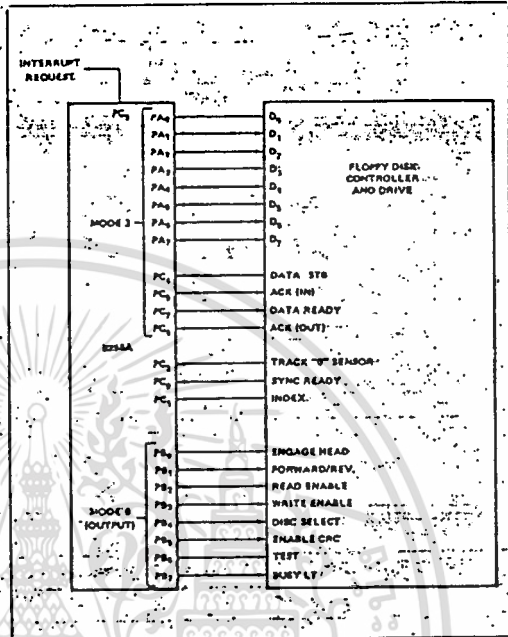 INTERRUPT
REQUEST
PC3
PA0 D0
PA1 D1
PA2 D2
PA3 D3
PA4 D4
PA5 D5
PA6 D6
PA7 D7
FLOPPY DISK
CONTROLLER
AND DRIVE
MODE 2
PC4 DATA STB
PC5 ACK (IN)
PC7 DATA READY
PC6 ACK (OUT)
8255A
PC2 TRACK "0" SENSOR
PC0 SYNC READY
PC1 INDEX
MODE 0
(OUTPUT)
PB0 ENGAGE HEAD
PB1 FORWARD/REV.
PB2 READ ENABLE
PB3 WRITE ENABLE
PB4 DISC SELECT
PB5 ENABLE CRC
PB6 TEST
PB7 BUSY LT